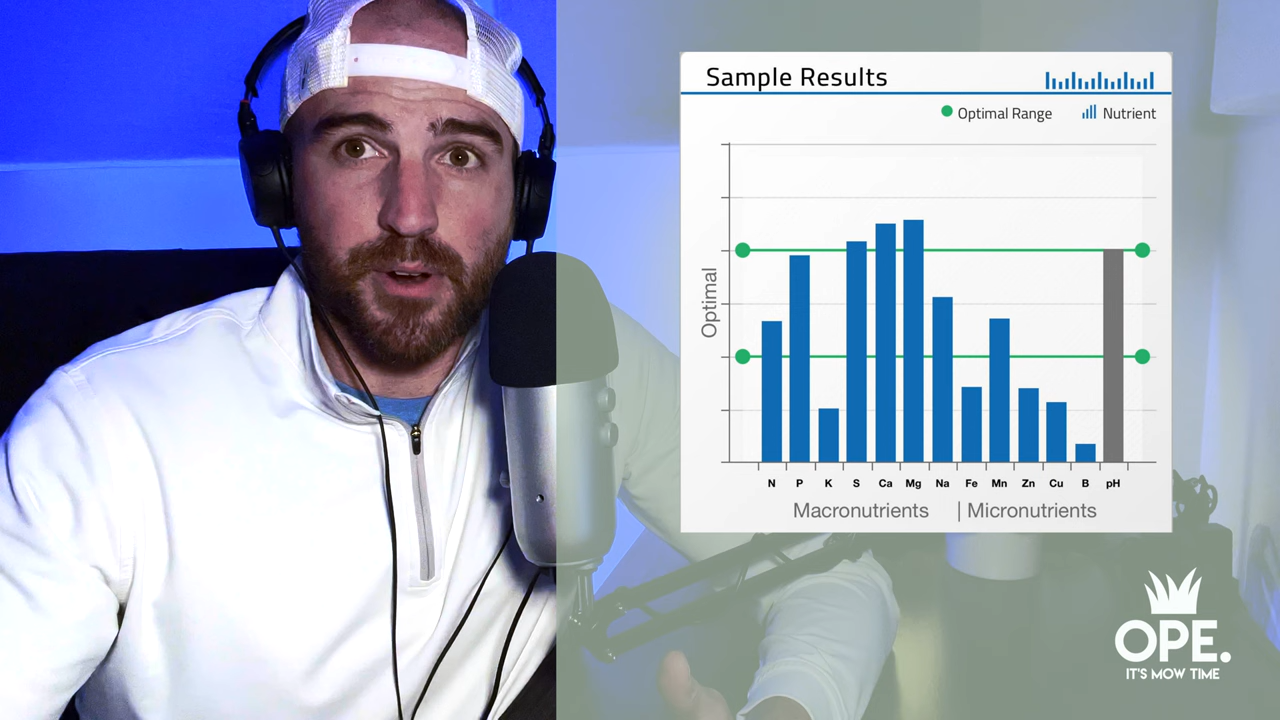 Sample Results
Optimal Range Nutrient
Optimal
N P K S Ca Mg Na Fe Mn Zn Cu B pH
Macronutrients | Micronutrients
OPE.
IT'S MOW TIME